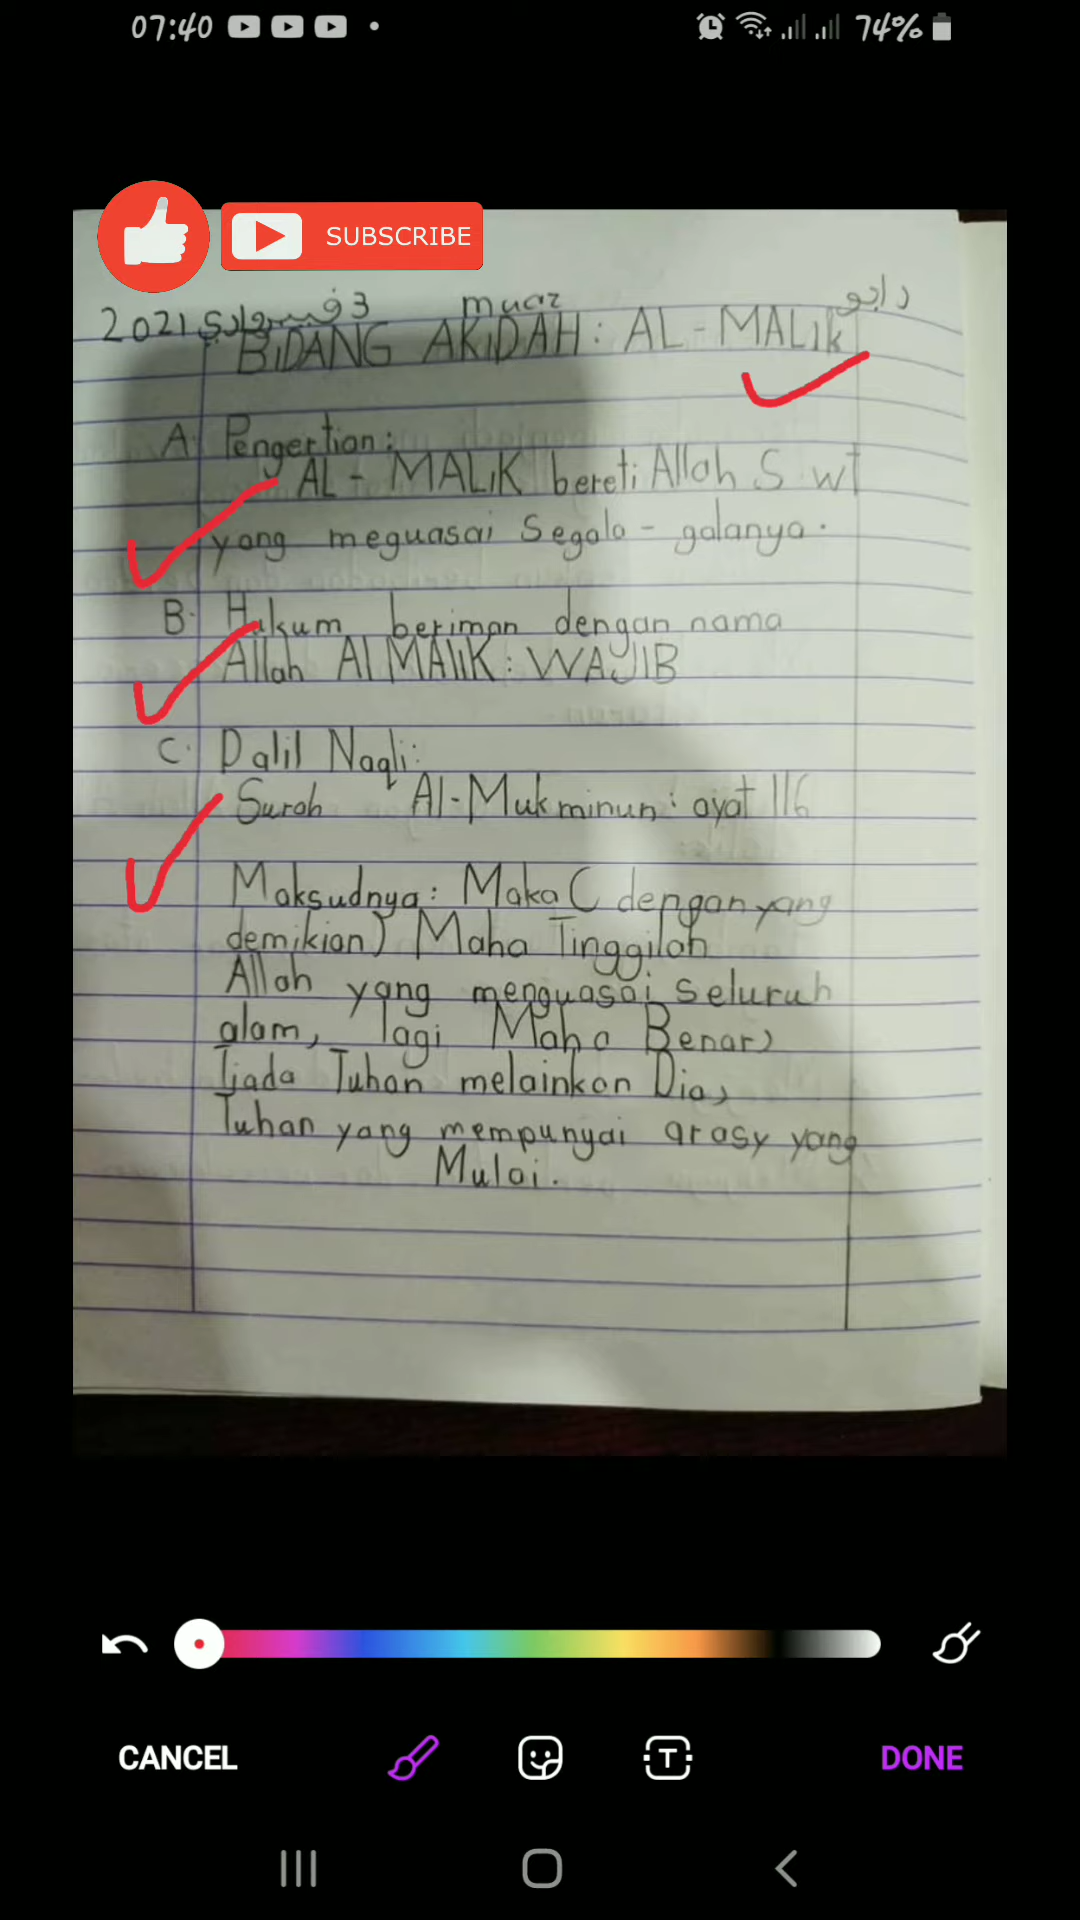 07:40
74%
SUBSCRIBE
3 فبواري 2021 muaz رابو
BIDANG AKIDAH: AL-MALIK
A. Pengertian:
AL-MALIK bereti Allah S.wt
yang meguasai Segala-galanya.
B. Hukum beriman dengan nama
Allah Al MALIK: WAJIB
C. Dalil Naqli:
Surah Al-Mukminun: ayat 116
Maksudnya: Maka (dengan yang
demikian) Maha Tinggilah
Allah yang menguasai seluruh
alam, lagi Maha Benar,
Tiada Tuhan melainkan Dia,
Tuhan yang mempunyai arasy yang
Mulai.
CANCEL
T
DONE